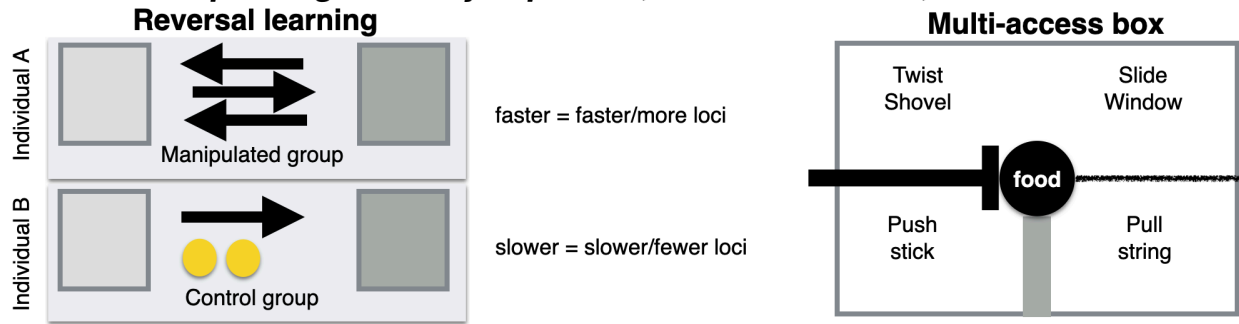 Reversal learning
Individual A
Manipulated group
faster = faster/more loci
Individual B
Control group
slower = slower/fewer loci
Multi-access box
Twist
Shovel
Slide
Window
food
Push
stick
Pull
string